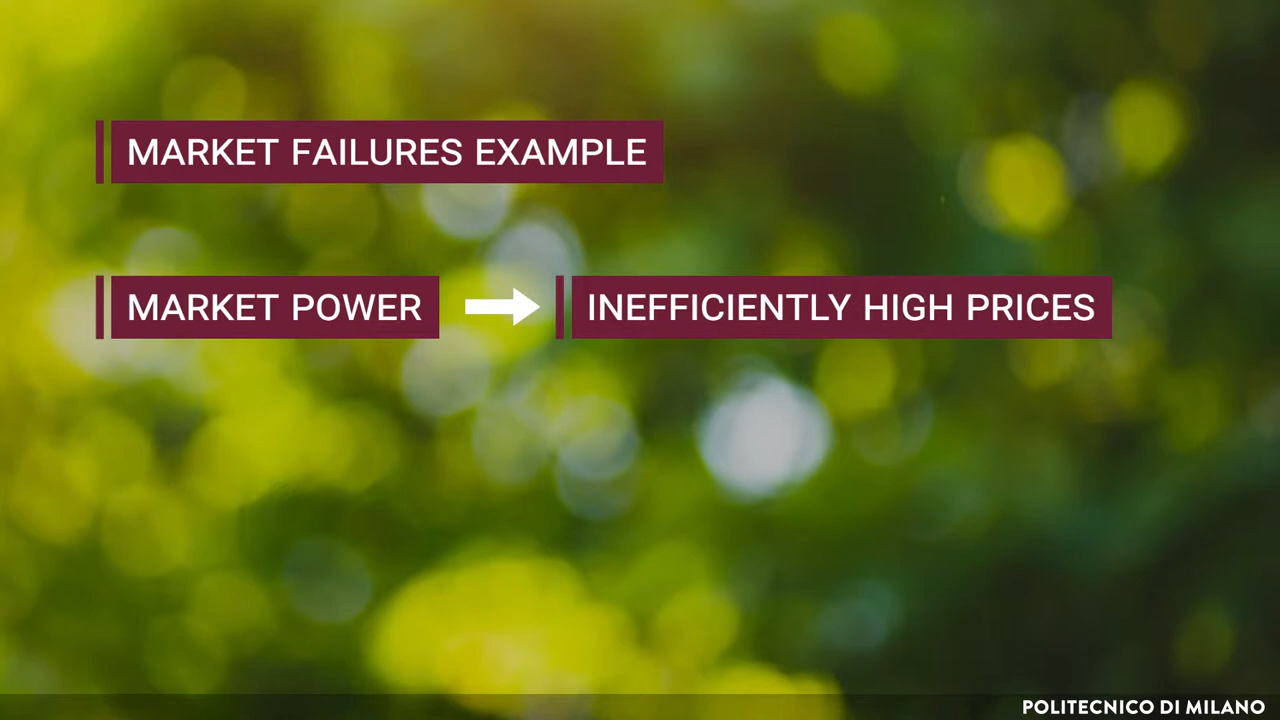 MARKET FAILURES EXAMPLE
MARKET POWER
INEFFICIENTLY HIGH PRICES
POLITECNICO DI MILANO